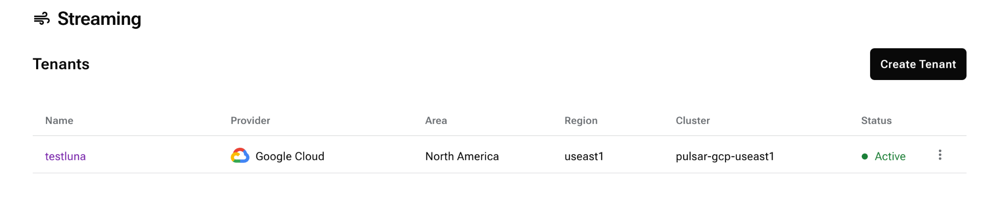 Streaming
Tenants
Create Tenant
Name Provider Area Region Cluster Status
testluna Google Cloud North America useast1 pulsar-gcp-useast1 Active